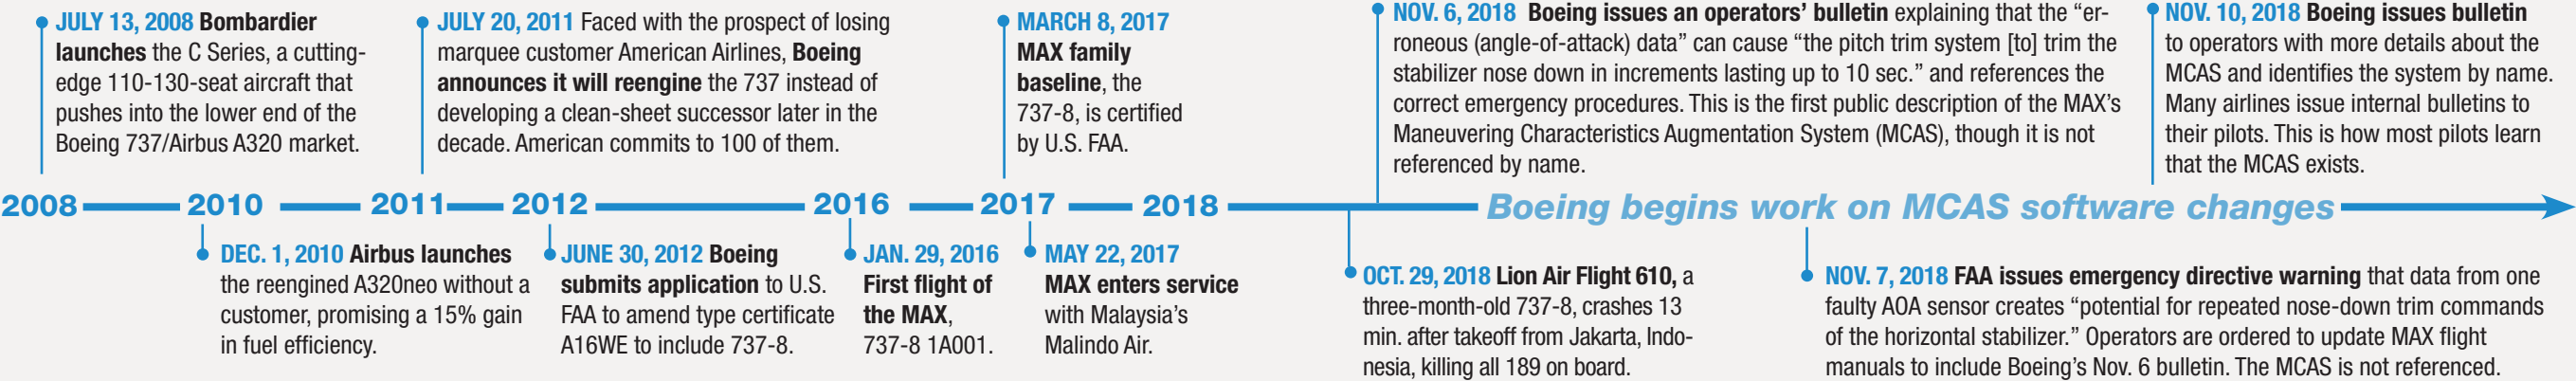 JULY 13, 2008 Bombardier
launches the C Series, a cutting-
edge 110-130-seat aircraft that
pushes into the lower end of the
Boeing 737/Airbus A320 market.
JULY 20, 2011 Faced with the prospect of losing
marquee customer American Airlines, Boeing
announces it will reengine the 737 instead of
developing a clean-sheet successor later in the
decade. American commits to 100 of them.
MARCH 8, 2017
MAX family
baseline, the
737-8, is certified
by U.S. FAA.
NOV. 6, 2018 Boeing issues an operators’ bulletin explaining that the “er-
roneous (angle-of-attack) data” can cause “the pitch trim system [to] trim the
stabilizer nose down in increments lasting up to 10 sec.” and references the
correct emergency procedures. This is the first public description of the MAX’s
Maneuvering Characteristics Augmentation System (MCAS), though it is not
referenced by name.
NOV. 10, 2018 Boeing issues bulletin
to operators with more details about the
MCAS and identifies the system by name.
Many airlines issue internal bulletins to
their pilots. This is how most pilots learn
that the MCAS exists.
2008 2010 2011 2012 2016 2017 2018 Boeing begins work on MCAS software changes
DEC. 1, 2010 Airbus launches
the reengined A320neo without a
customer, promising a 15% gain
in fuel efficiency.
JUNE 30, 2012 Boeing
submits application to U.S.
FAA to amend type certificate
A16WE to include 737-8.
JAN. 29, 2016
First flight of
the MAX,
737-8 1A001.
MAY 22, 2017
MAX enters service
with Malaysia’s
Malindo Air.
OCT. 29, 2018 Lion Air Flight 610, a
three-month-old 737-8, crashes 13
min. after takeoff from Jakarta, Indo-
nesia, killing all 189 on board.
NOV. 7, 2018 FAA issues emergency directive warning that data from one
faulty AOA sensor creates “potential for repeated nose-down trim commands
of the horizontal stabilizer.” Operators are ordered to update MAX flight
manuals to include Boeing’s Nov. 6 bulletin. The MCAS is not referenced.